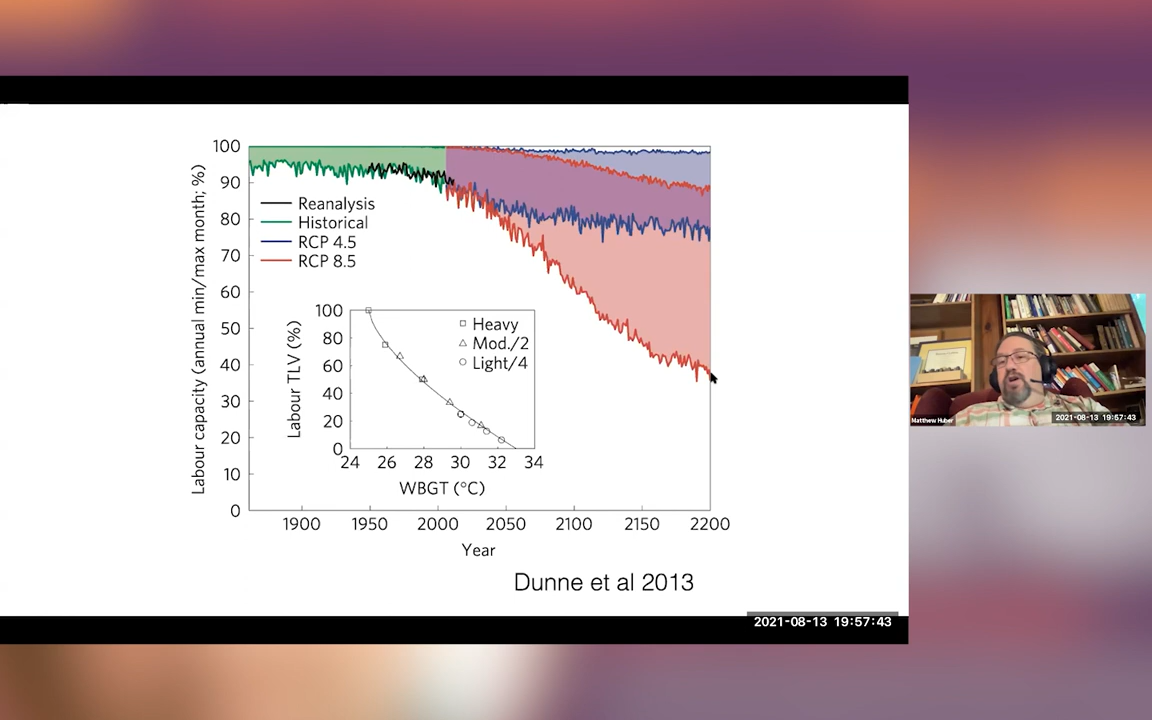 100
90
80
70
60
50
40
30
20
10
0
Labour capacity (annual min/max month; %)
Reanalysis
Historical
RCP 4.5
RCP 8.5
100
80
60
40
20
0
Labour TLV (%)
Heavy
Mod./2
Light/4
24 26 28 30 32 34
WBGT (°C)
1900 1950 2000 2050 2100 2150 2200
Year
Dunne et al 2013
2021-08-13 19:57:43
Matthew Huber
2021-08-13 19:57:43